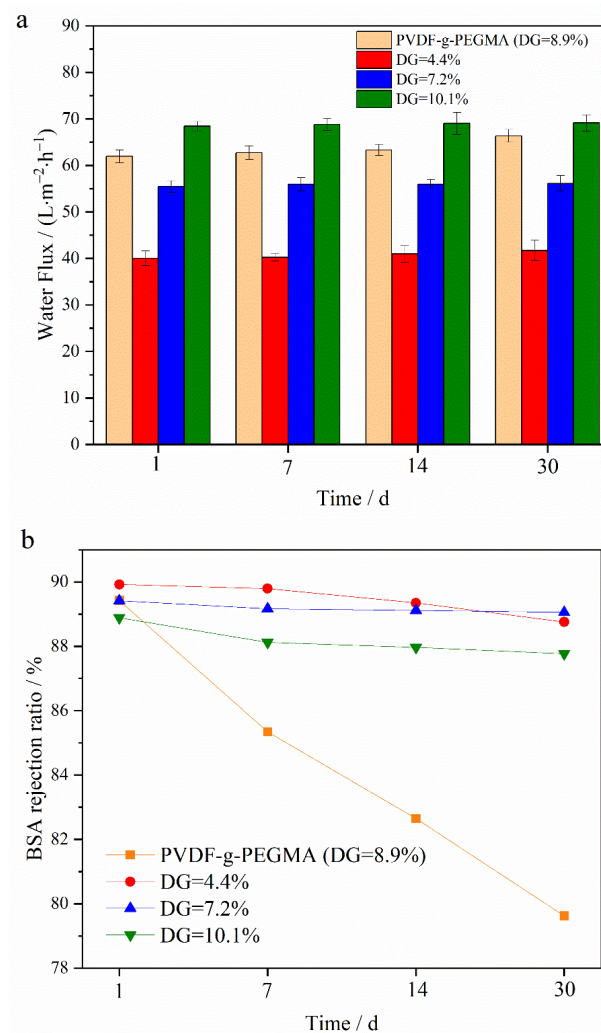 a
90
80
70
60
50
40
30
20
10
0
Water Flux / (L·m⁻²·h⁻¹)
PVDF-g-PEGMA (DG=8.9%)
DG=4.4%
DG=7.2%
DG=10.1%
1 7 14 30
Time / d
b
90
88
86
84
82
80
78
BSA rejection ratio / %
PVDF-g-PEGMA (DG=8.9%)
DG=4.4%
DG=7.2%
DG=10.1%
1 7 14 30
Time / d